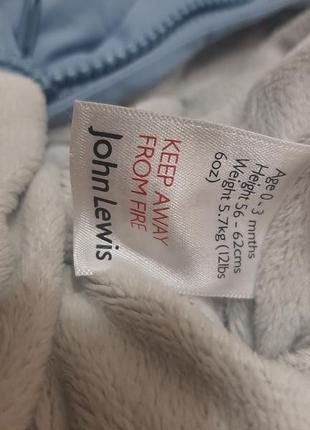 Age 0 - 3 mnths
Height 56 - 62cms
Weight 5.7kg (12lbs
6oz)
KEEP AWAY
FROM FIRE
John Lewis